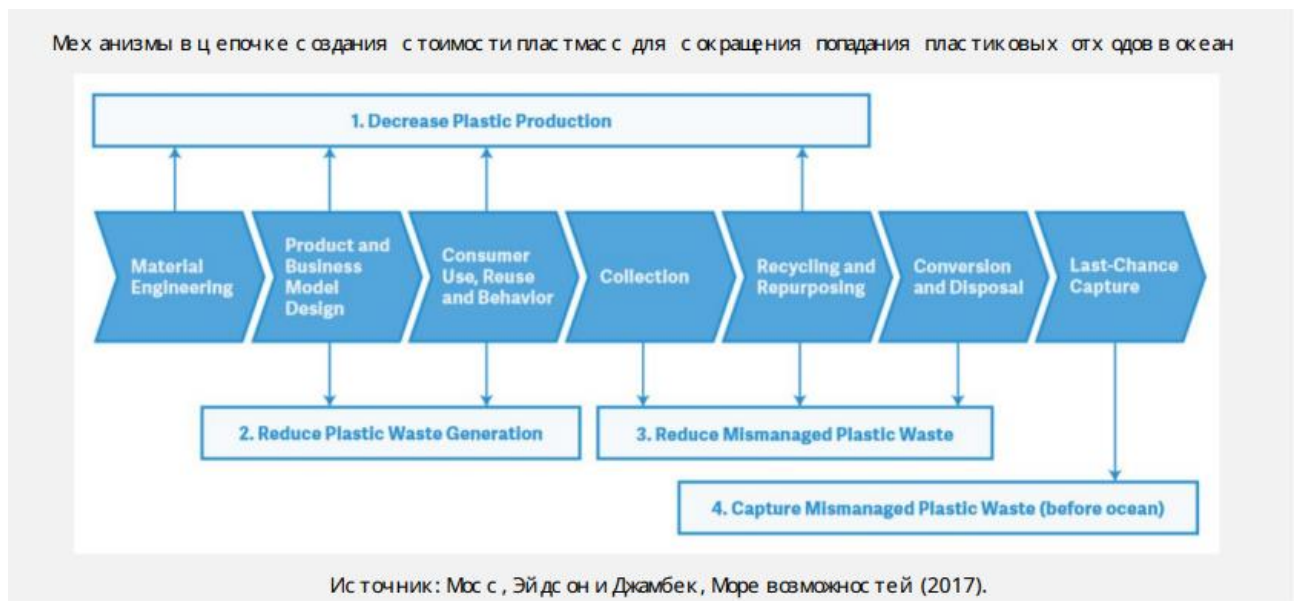 Механизмы в цепочке создания стоимости пластмасс для сокращения попадания пластиковых отходов в океан
1. Decrease Plastic Production
Material
Engineering
Product and
Business
Model
Design
Consumer
Use, Reuse
and Behavior
Collection
Recycling and
Repurposing
Conversion
and Disposal
Last-Chance
Capture
2. Reduce Plastic Waste Generation
3. Reduce Mismanaged Plastic Waste
4. Capture Mismanaged Plastic Waste (before ocean)
Источник: Мосс, Эйдсон и Джамбек, Море возможностей (2017).